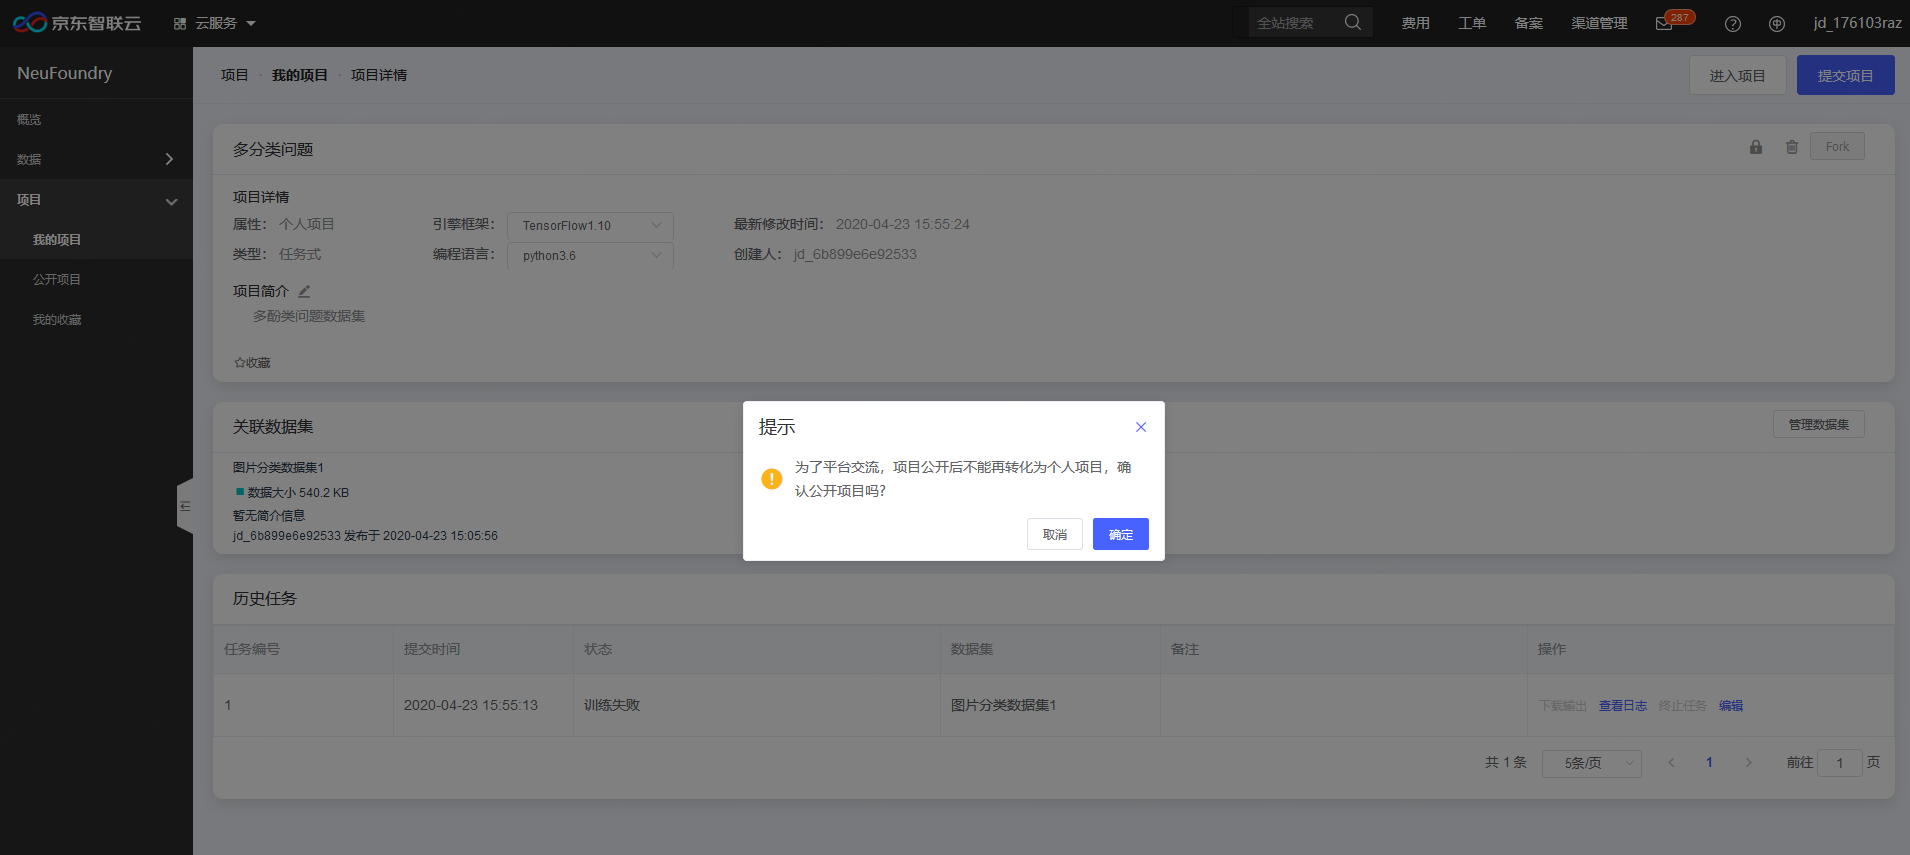 京东智联云
云服务
全站搜索
费用
工单
备案
渠道管理
287
jd_176103raz
NeuFoundry
概览
数据
项目
我的项目
公开项目
我的收藏
项目 · 我的项目 · 项目详情
进入项目
提交项目
多分类问题
Fork
项目详情
属性： 个人项目
引擎框架： TensorFlow1.10
最新修改时间： 2020-04-23 15:55:24
类型： 任务式
编程语言： python3.6
创建人： jd_6b899e6e92533
项目简介
多酚类问题数据集
收藏
关联数据集
管理数据集
图片分类数据集1
数据大小 540.2 KB
暂无简介信息
jd_6b899e6e92533 发布于 2020-04-23 15:05:56
提示
为了平台交流，项目公开后不能再转化为个人项目，确
认公开项目吗?
取消
确定
历史任务
任务编号 提交时间 状态 数据集 备注 操作
1 2020-04-23 15:55:13 训练失败 图片分类数据集1 下载输出 查看日志 终止任务 编辑
共 1 条 5条/页 1 前往 1 页